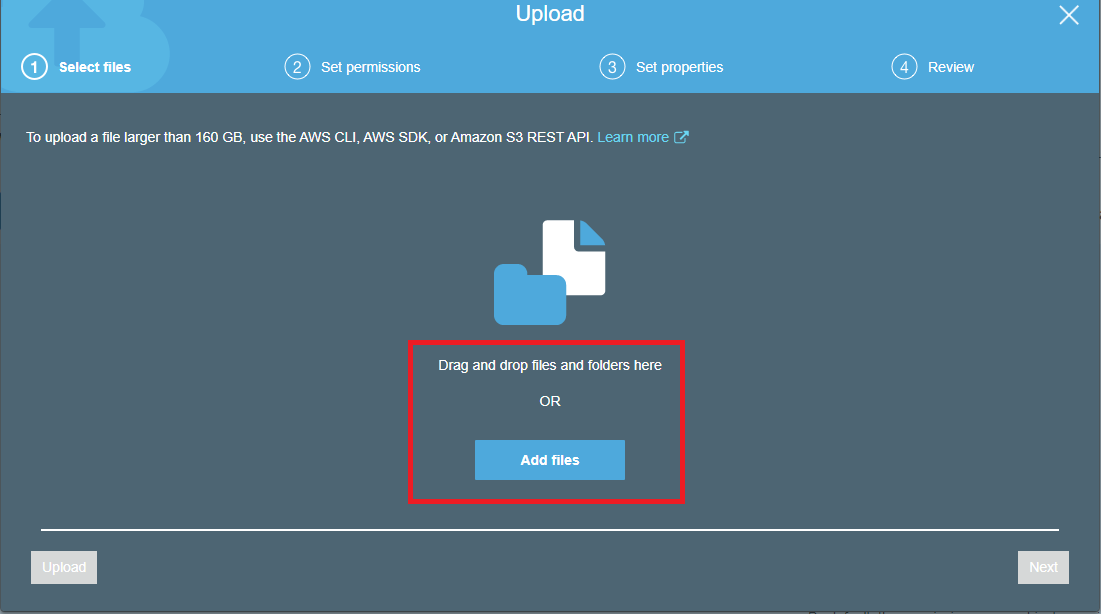 Upload
1 Select files
2 Set permissions
3 Set properties
4 Review
To upload a file larger than 160 GB, use the AWS CLI, AWS SDK, or Amazon S3 REST API. Learn more
Drag and drop files and folders here
OR
Add files
Upload
Next